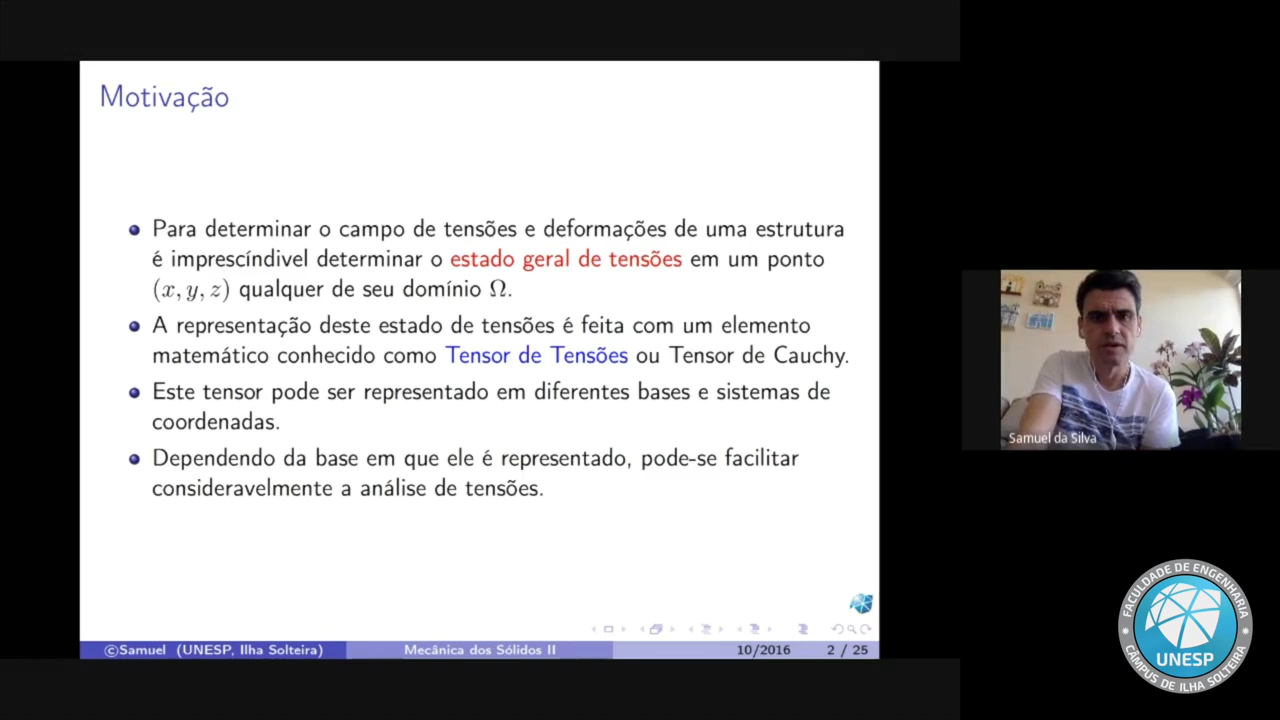 Motivação
Para determinar o campo de tensões e deformações de uma estrutura
é imprescíndivel determinar o estado geral de tensões em um ponto
(x, y, z) qualquer de seu domínio Ω.
A representação deste estado de tensões é feita com um elemento
matemático conhecido como Tensor de Tensões ou Tensor de Cauchy.
Este tensor pode ser representado em diferentes bases e sistemas de
coordenadas.
Dependendo da base em que ele é representado, pode-se facilitar
consideravelmente a análise de tensões.
©Samuel (UNESP, Ilha Solteira)
Mecânica dos Sólidos II
10/2016
2 / 25
Samuel da Silva
FACULDADE DE ENGENHARIA
UNESP
CÂMPUS DE ILHA SOLTEIRA